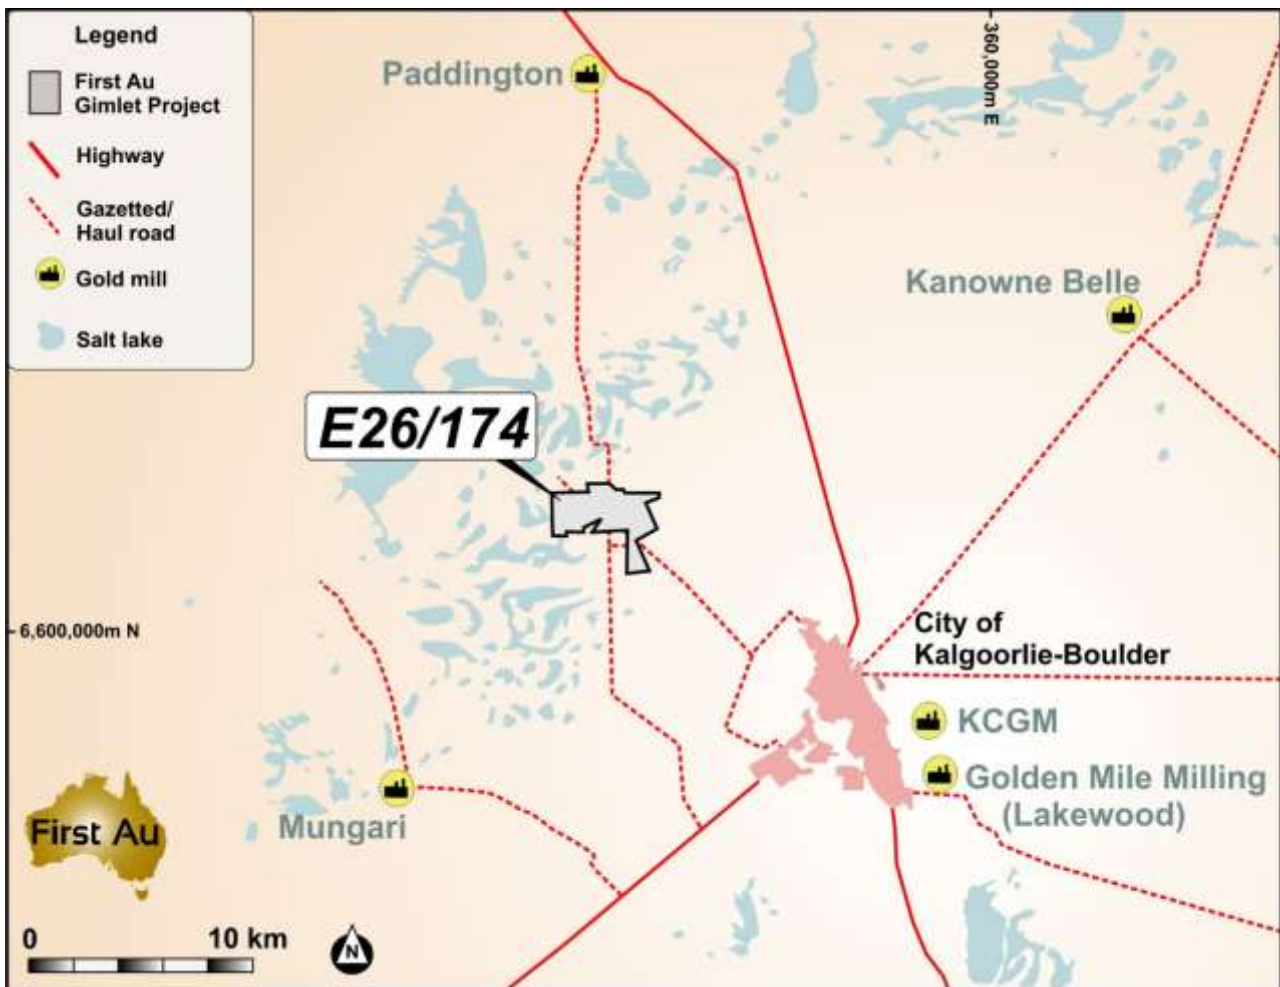 Legend
First Au
Gimlet Project
Highway
Gazetted/
Haul road
Gold mill
Salt lake
Paddington
360,000m E
Kanowne Belle
E26/174
6,600,000m N
City of
Kalgoorlie-Boulder
KCGM
Golden Mile Milling
(Lakewood)
Mungari
First Au
0 10 km
N